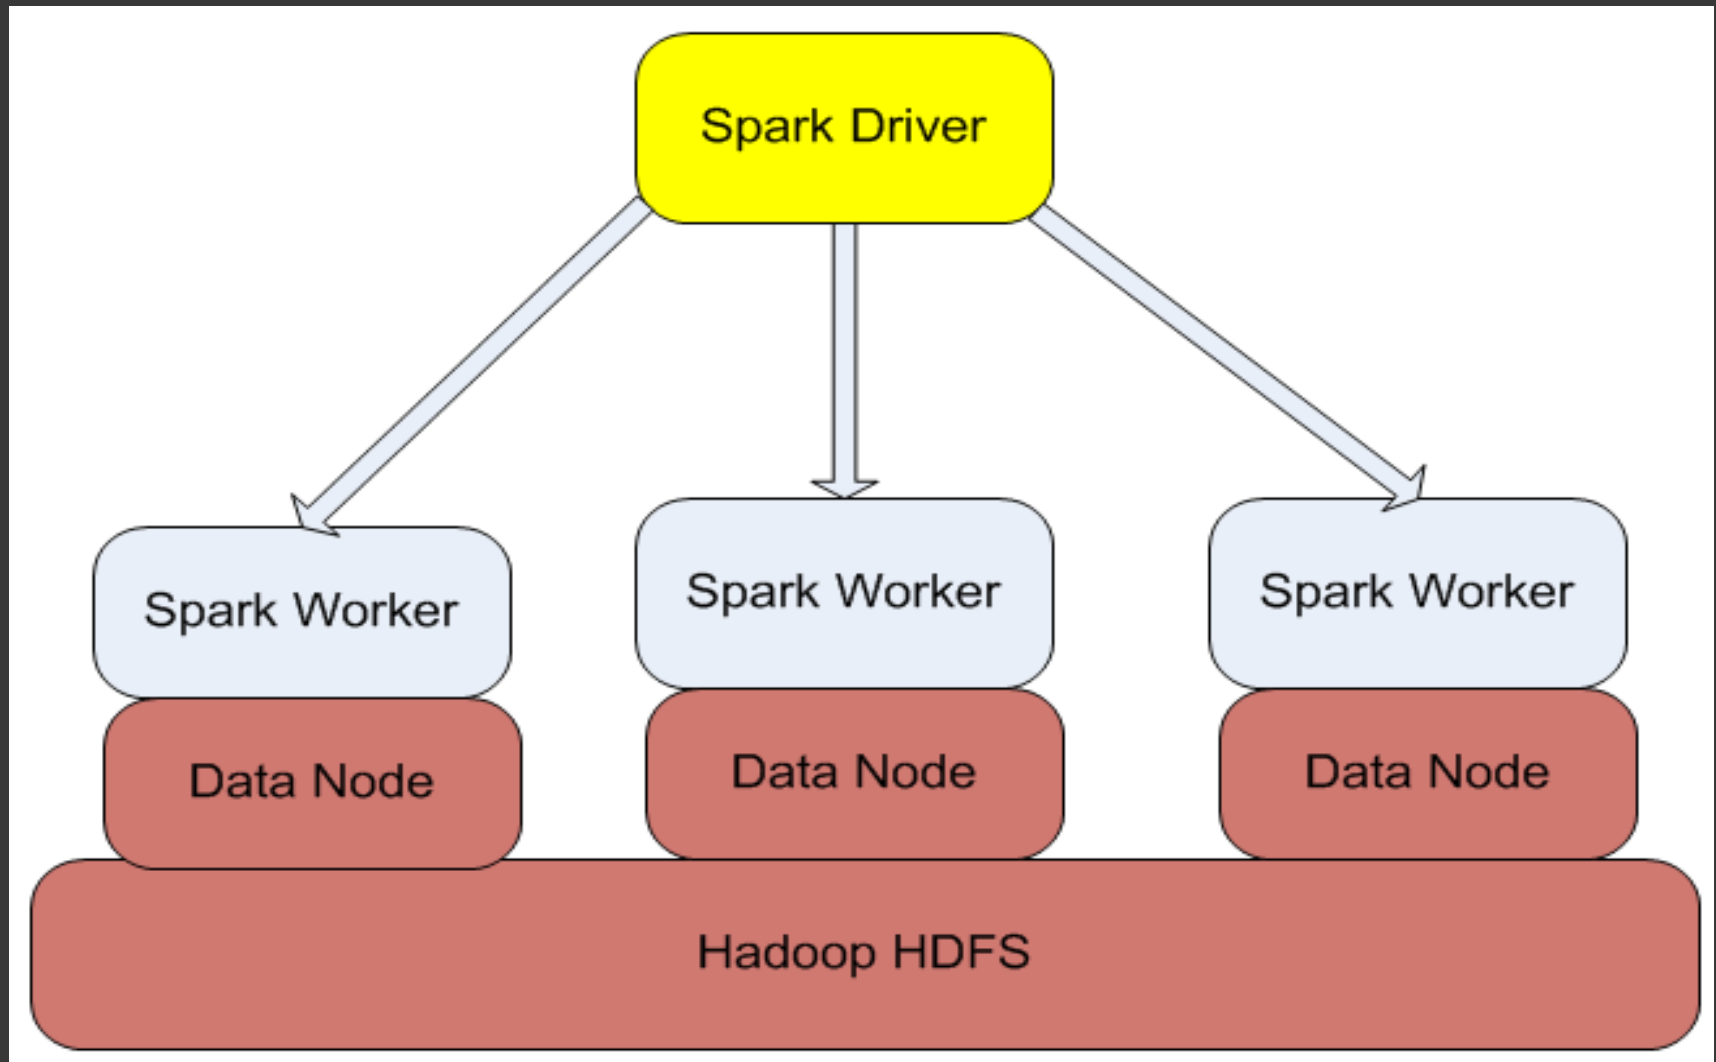 Spark Driver
Spark Worker
Spark Worker
Spark Worker
Data Node
Data Node
Data Node
Hadoop HDFS